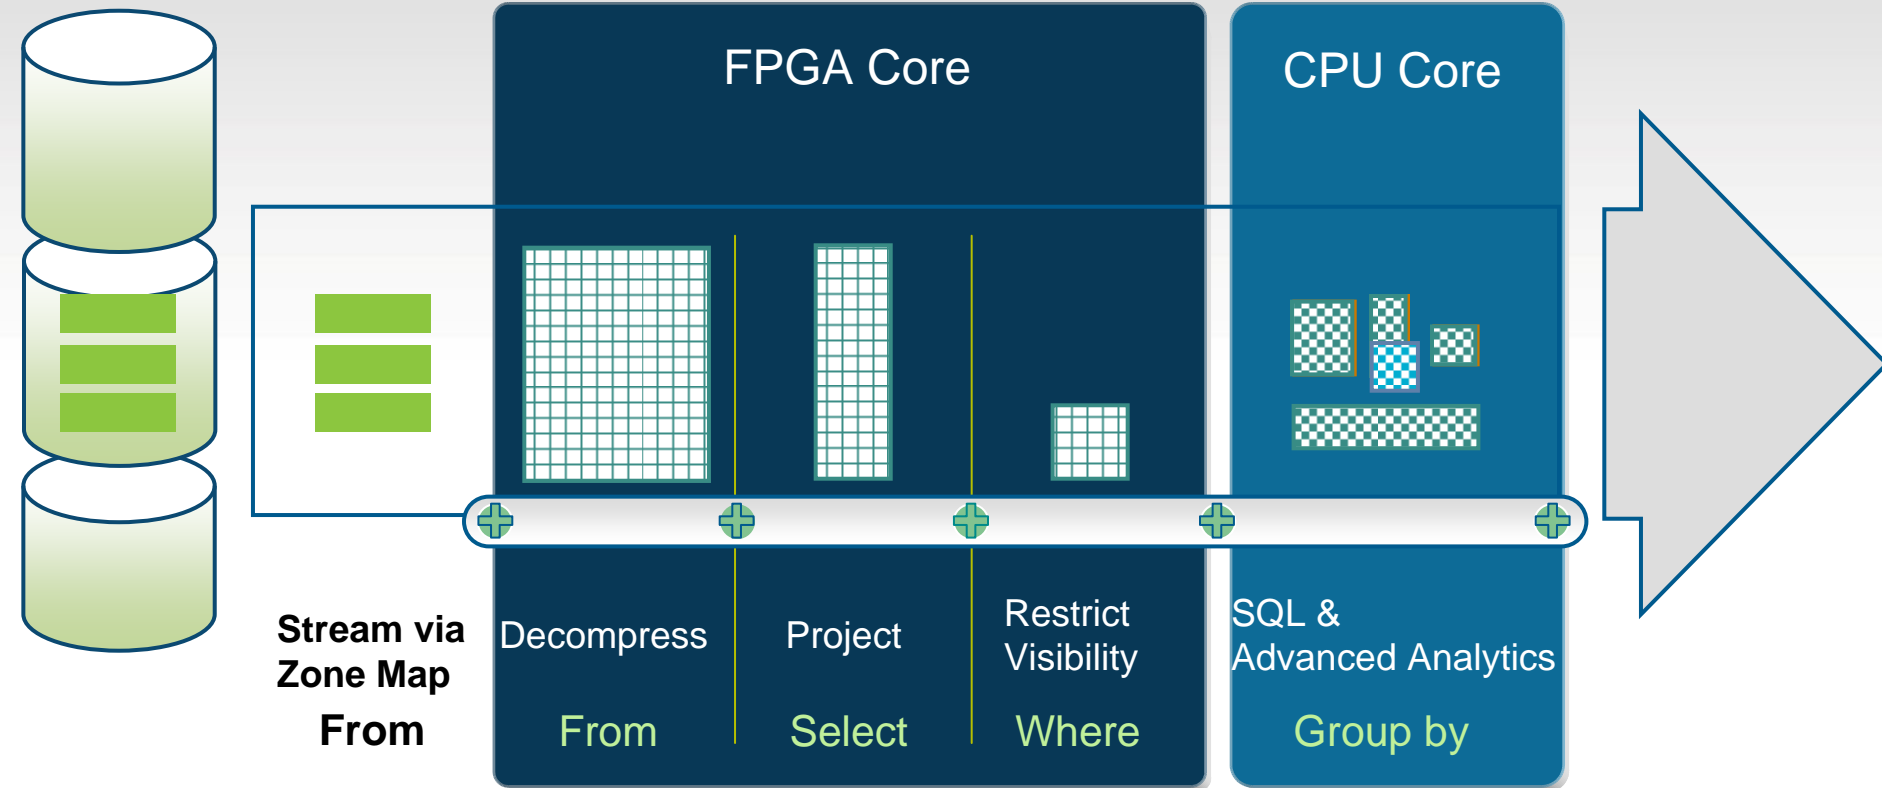 FPGA Core
CPU Core
Stream via
Zone Map
From
Decompress
From
Project
Select
Restrict
Visibility
Where
SQL &
Advanced Analytics
Group by